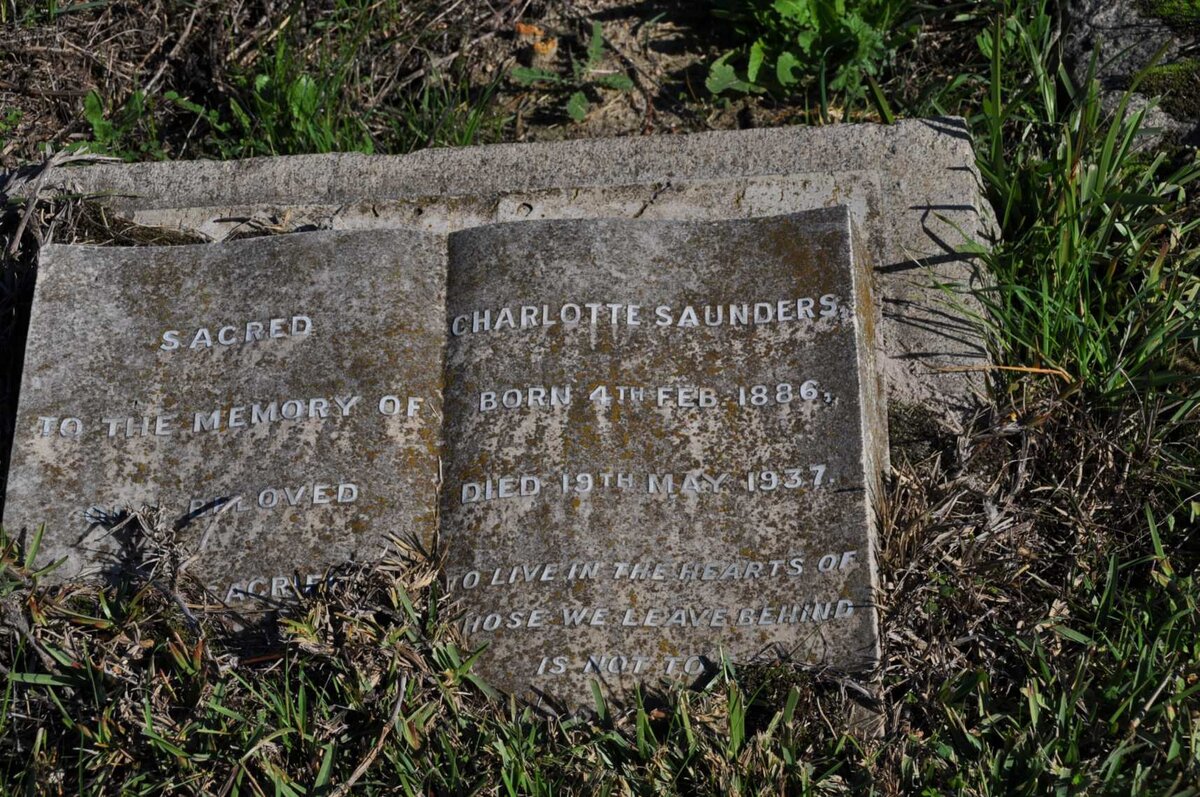 SACRED
TO THE MEMORY OF
BELOVED
CHARLOTTE SAUNDERS,
BORN 4TH FEB. 1886,
DIED 19TH MAY 1937.
TO LIVE IN THE HEARTS OF
THOSE WE LEAVE BEHIND
IS NOT TO